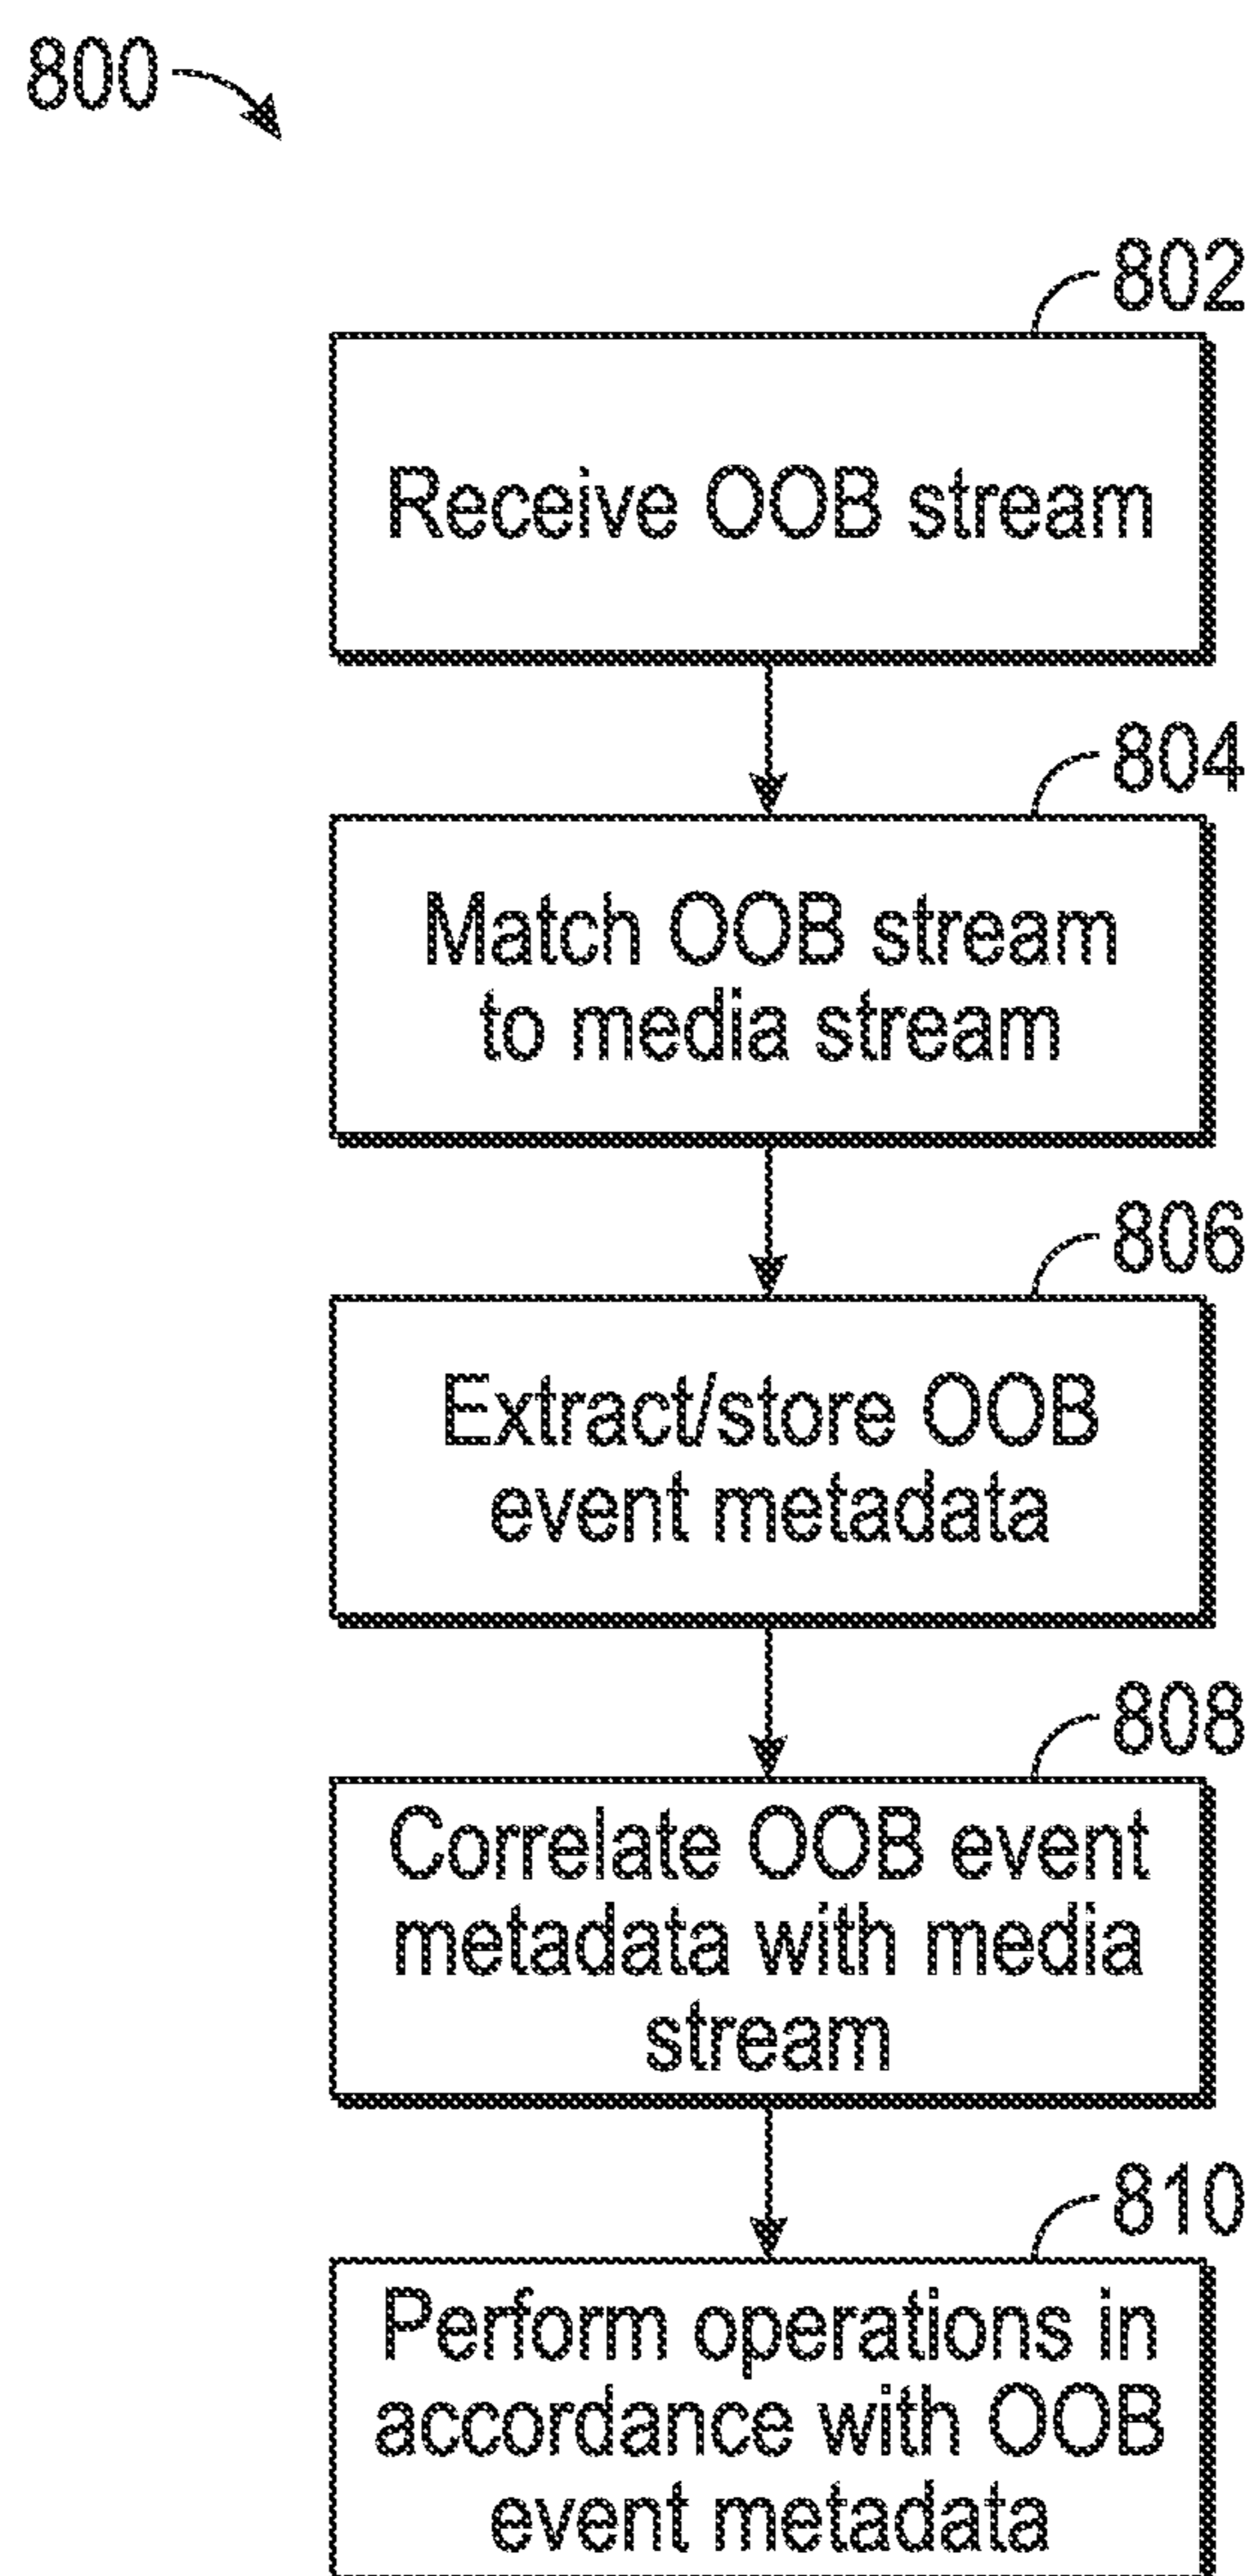 800
802
Receive OOB stream
804
Match OOB stream
to media stream
806
Extract/store OOB
event metadata
808
Correlate OOB event
metadata with media
stream
810
Perform operations in
accordance with OOB
event metadata